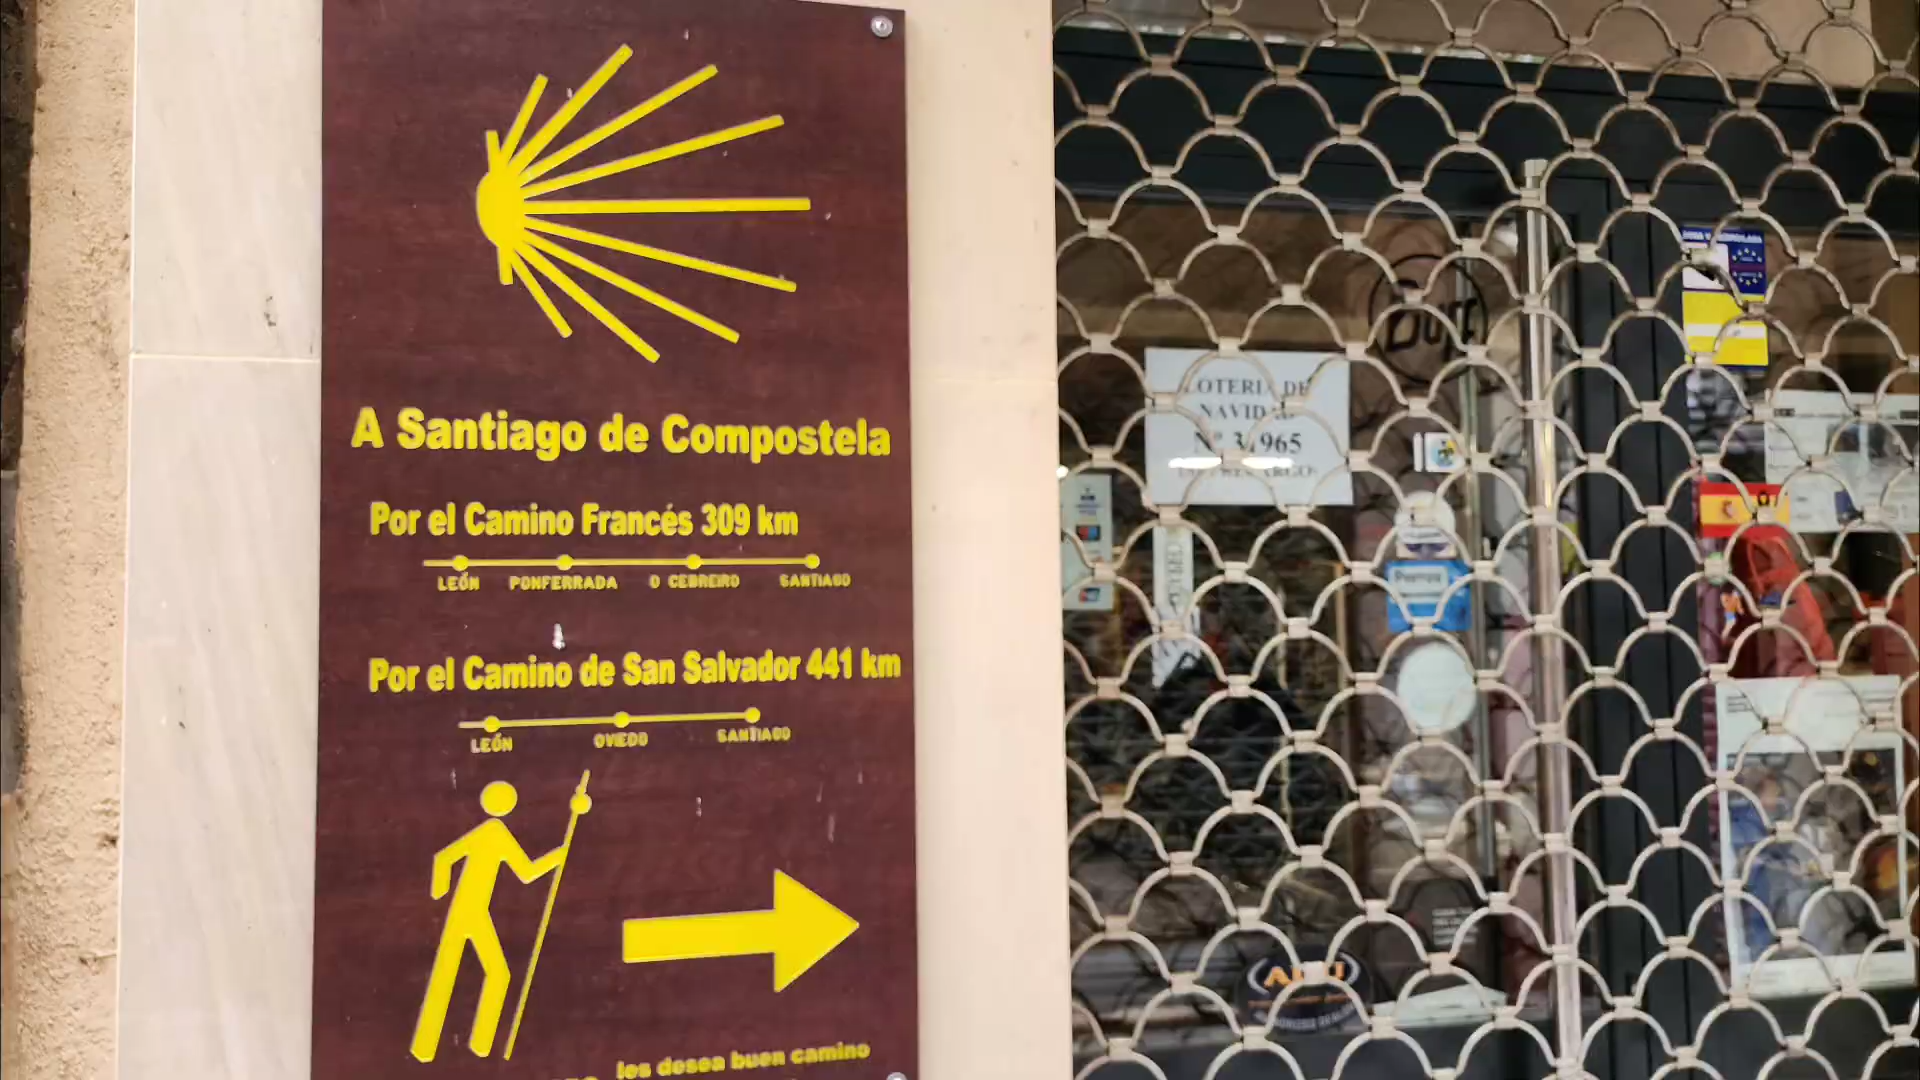 A Santiago de Compostela
Por el Camino Francés 309 km
LEÓN PONFERRADA O CEBREIRO SANTIAGO
Por el Camino de San Salvador 441 km
LEÓN OVIEDO SANTIAGO
les desea buen camino
LOTERIA DE
NAVIDAD
Buff